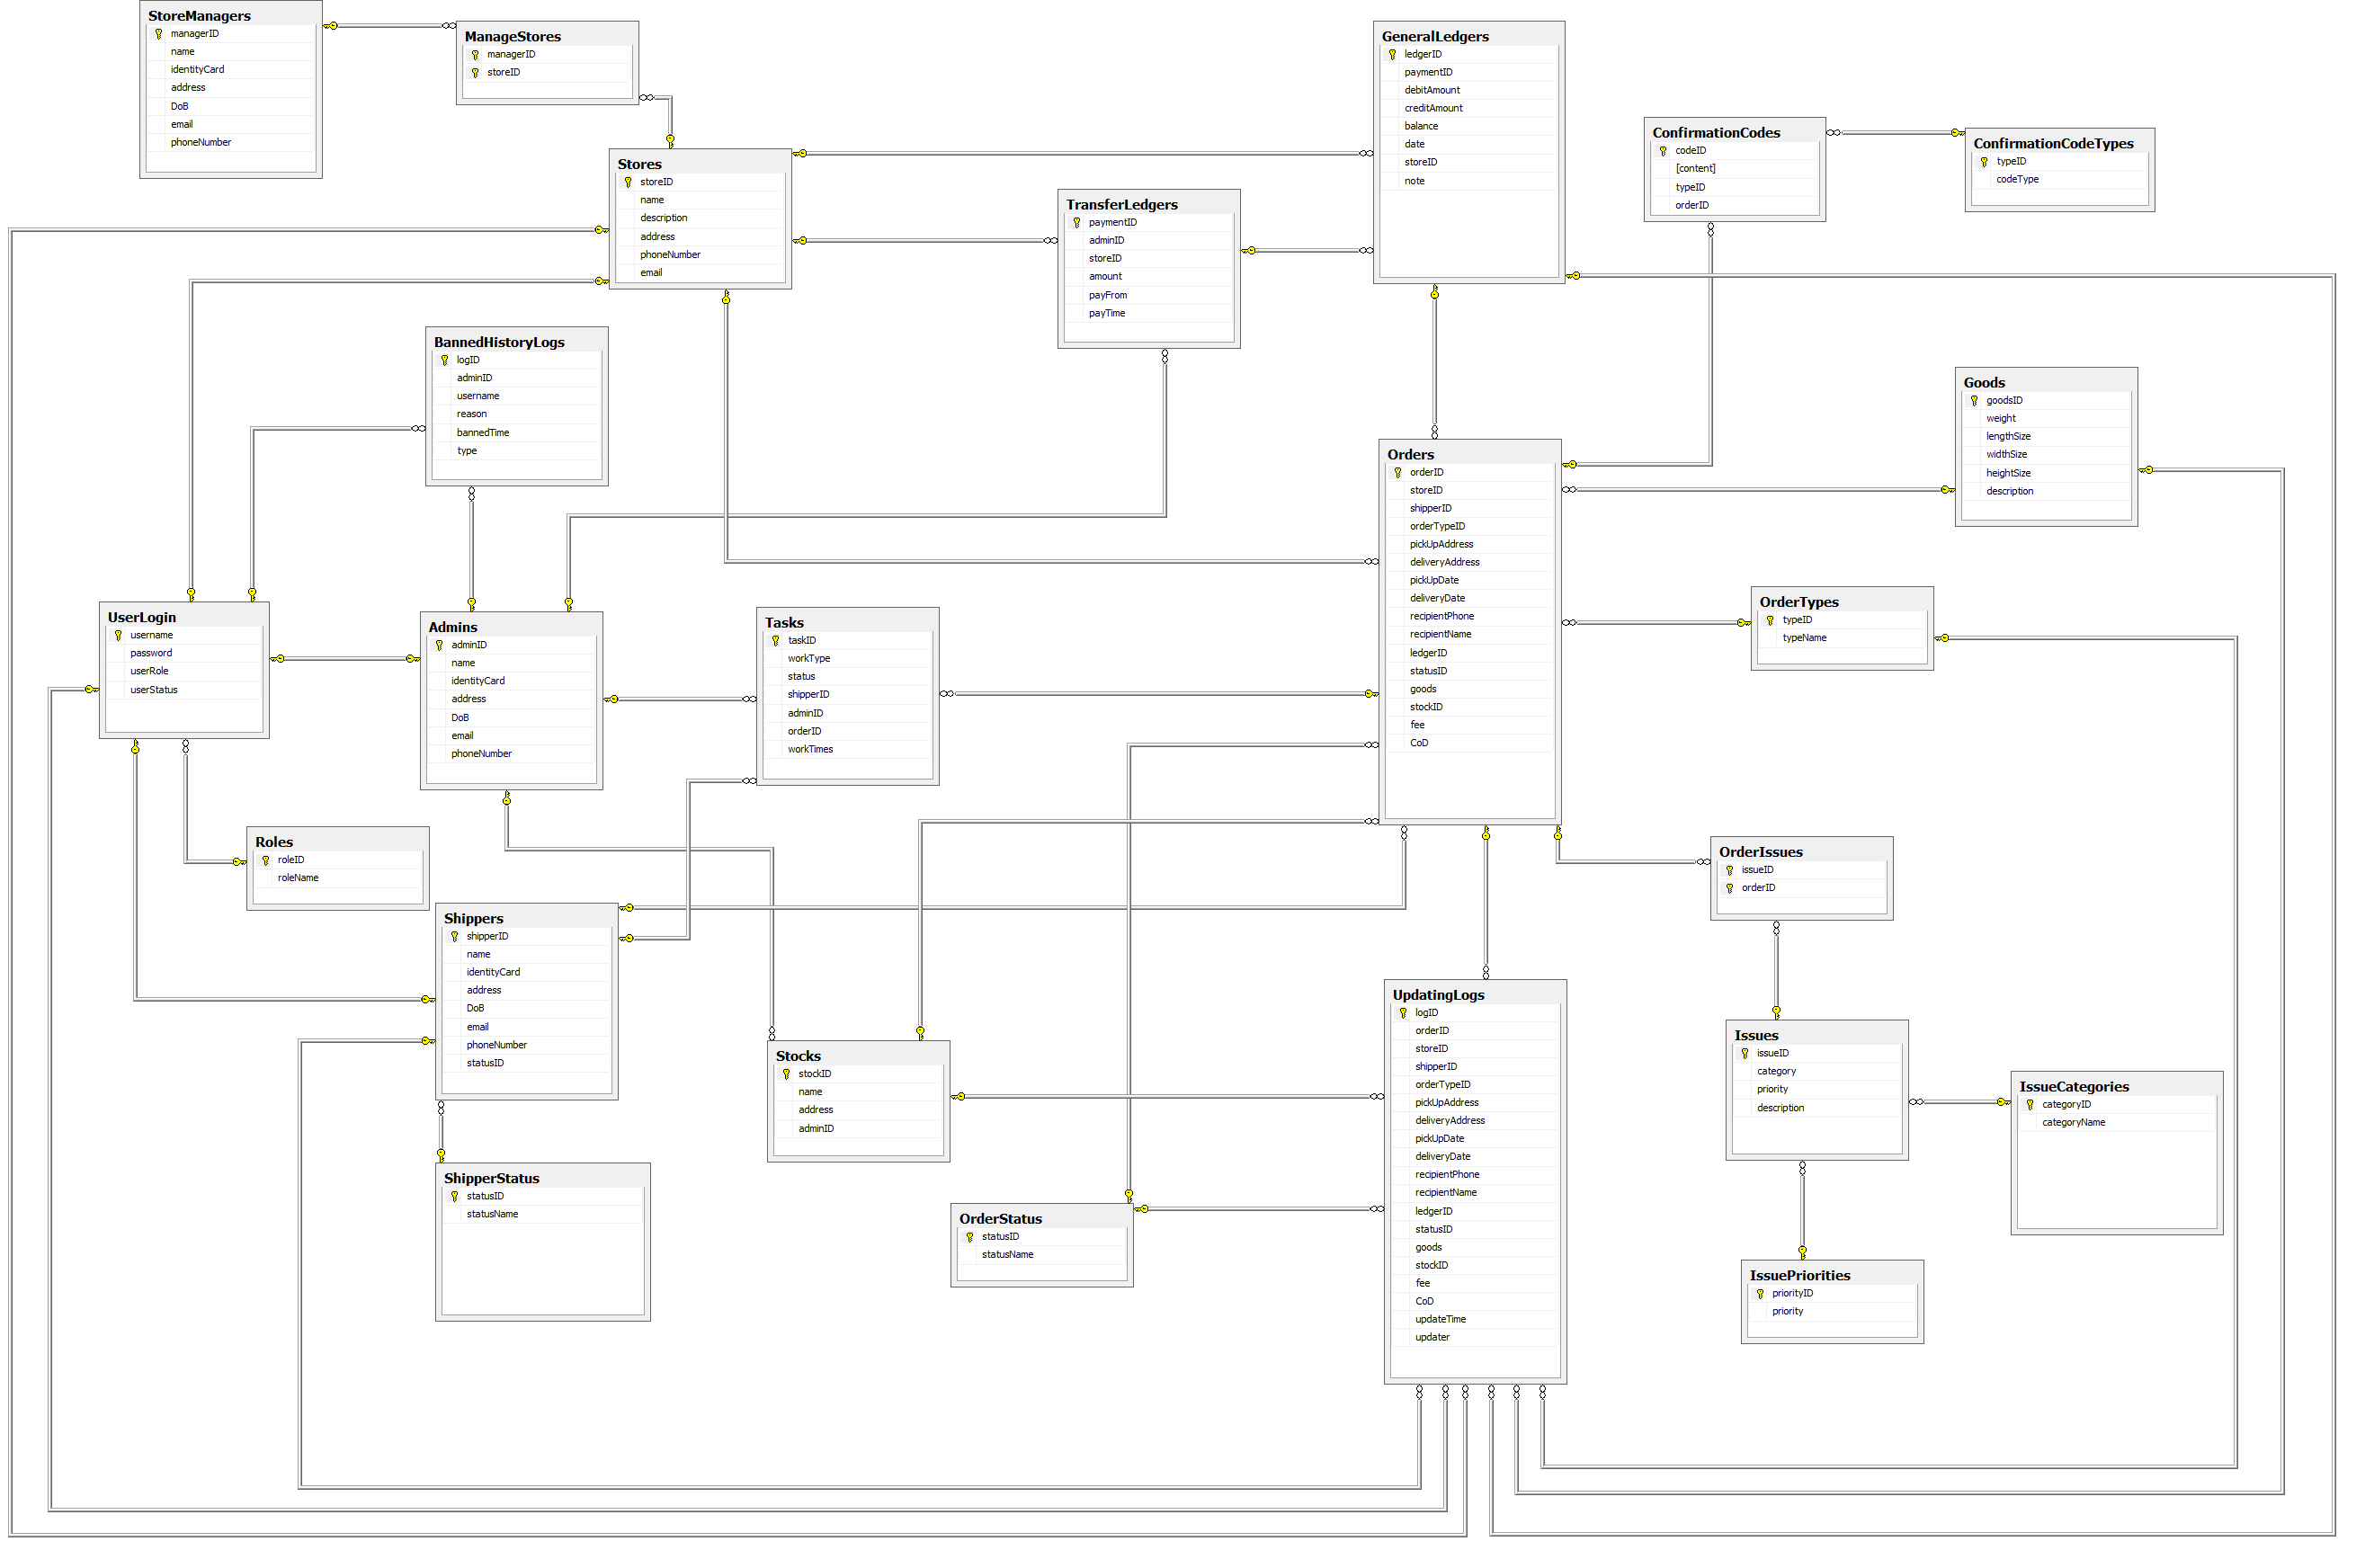 StoreManagers
managerID
name
identityCard
address
DoB
email
phoneNumber
ManageStores
managerID
storeID
Stores
storeID
name
description
address
phoneNumber
email
GeneralLedgers
ledgerID
paymentID
debitAmount
creditAmount
balance
date
storeID
note
ConfirmationCodes
codeID
[content]
typeID
orderID
ConfirmationCodeTypes
typeID
codeType
TransferLedgers
paymentID
adminID
storeID
amount
payFrom
payTime
BannedHistoryLogs
logID
adminID
username
reason
bannedTime
type
Goods
goodsID
weight
lengthSize
widthSize
heightSize
description
Orders
orderID
storeID
shipperID
orderTypeID
pickUpAddress
deliveryAddress
pickUpDate
deliveryDate
recipientPhone
recipientName
ledgerID
statusID
goods
stockID
fee
CoD
OrderTypes
typeID
typeName
UserLogin
username
password
userRole
userStatus
Admins
adminID
name
identityCard
address
DoB
email
phoneNumber
Tasks
taskID
workType
status
shipperID
adminID
orderID
workTimes
Roles
roleID
roleName
OrderIssues
issueID
orderID
Shippers
shipperID
name
identityCard
address
DoB
email
phoneNumber
statusID
UpdatingLogs
logID
orderID
storeID
shipperID
orderTypeID
pickUpAddress
deliveryAddress
pickUpDate
deliveryDate
recipientPhone
recipientName
ledgerID
statusID
goods
stockID
fee
CoD
updateTime
updater
Issues
issueID
category
priority
description
Stocks
stockID
name
address
adminID
IssueCategories
categoryID
categoryName
ShipperStatus
statusID
statusName
OrderStatus
statusID
statusName
IssuePriorities
priorityID
priority